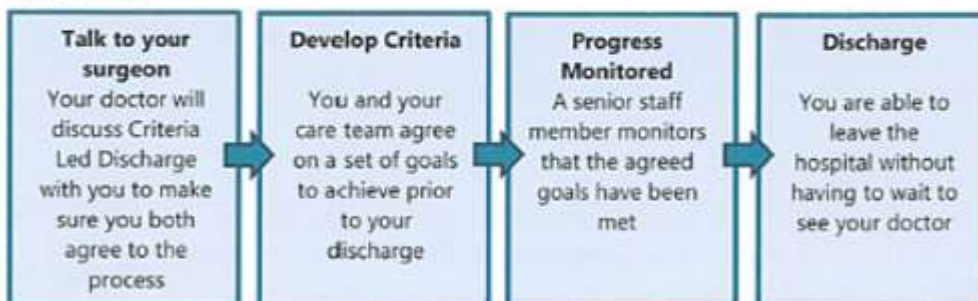 Talk to your
surgeon
Your doctor will
discuss Criteria
Led Discharge
with you to make
sure you both
agree to the
process
Develop Criteria
You and your
care team agree
on a set of goals
to achieve prior
to your
discharge
Progress
Monitored
A senior staff
member monitors
that the agreed
goals have been
met
Discharge
You are able to
leave the
hospital without
having to wait to
see your doctor